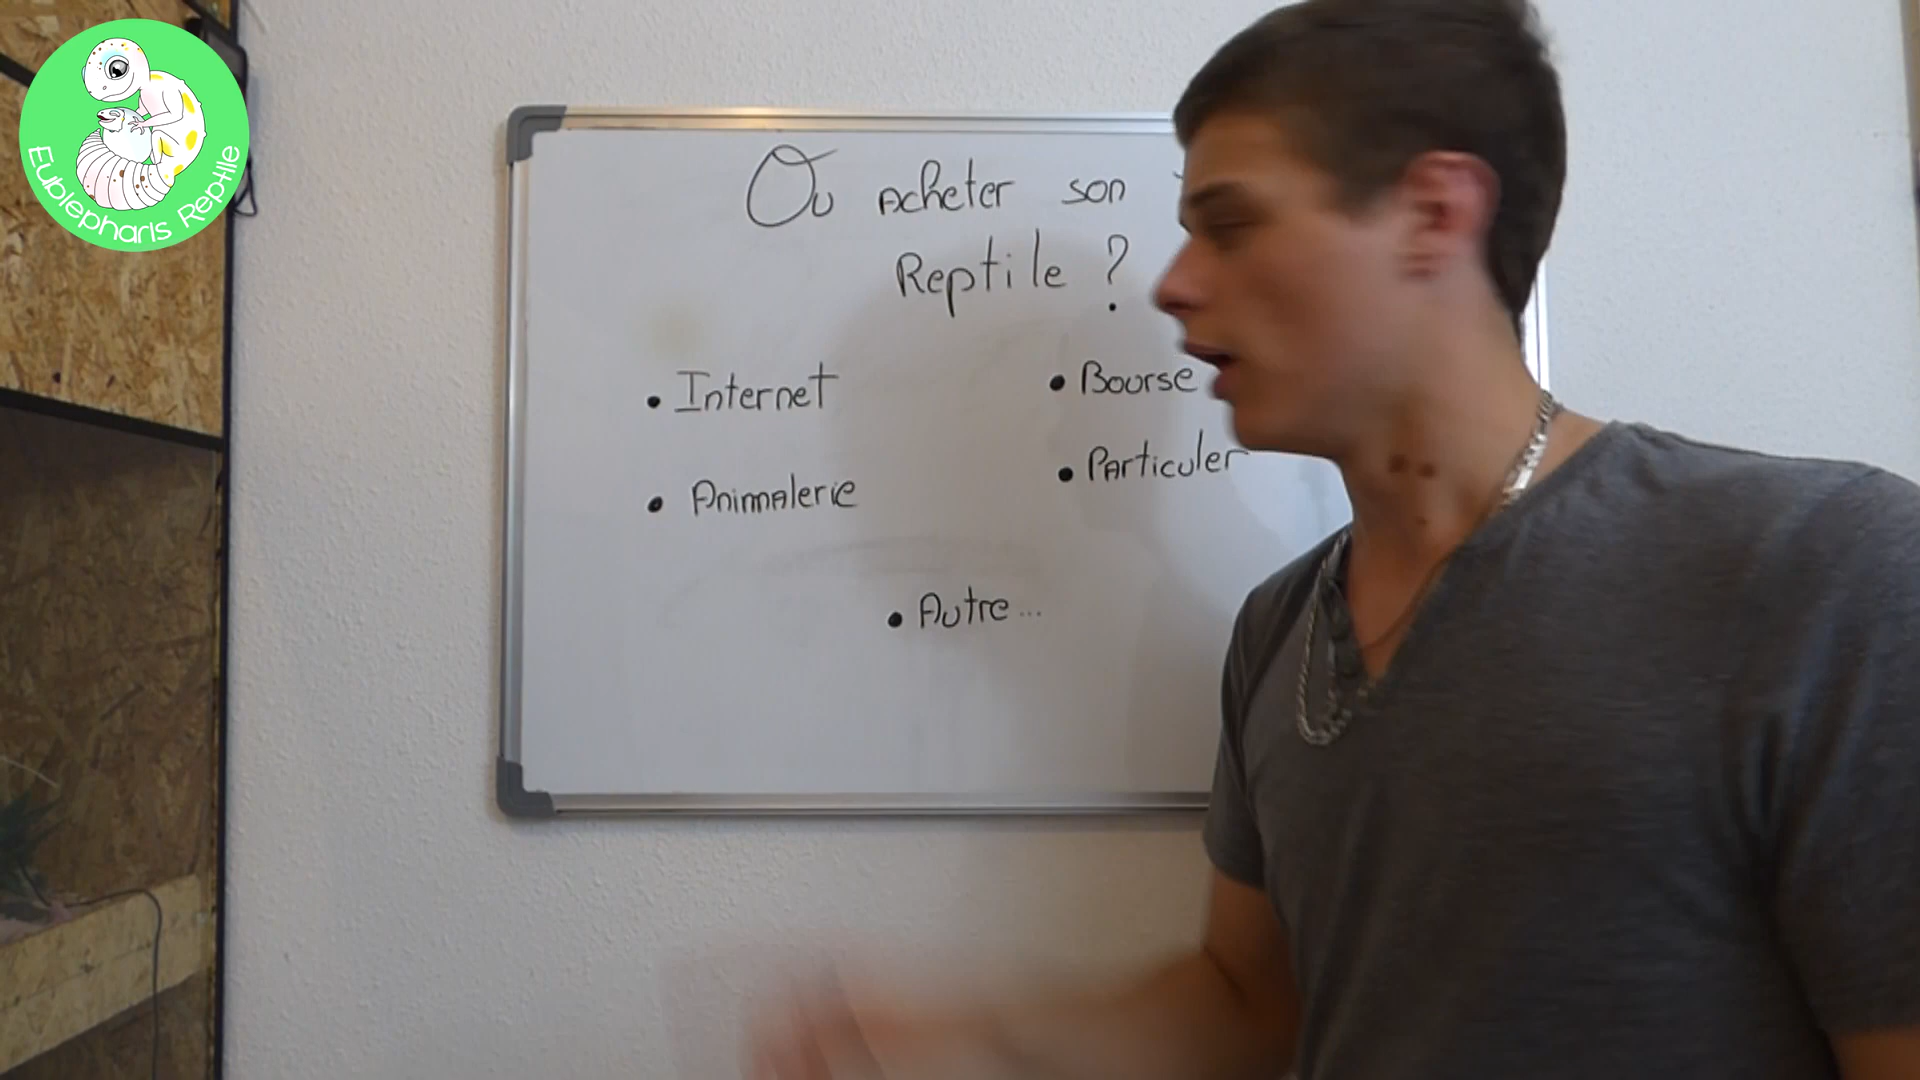 Eublepharis Reptile
Ou Acheter son
Reptile ?
• Internet
• Bourse
• Animalerie
• Particuler
• Autre...